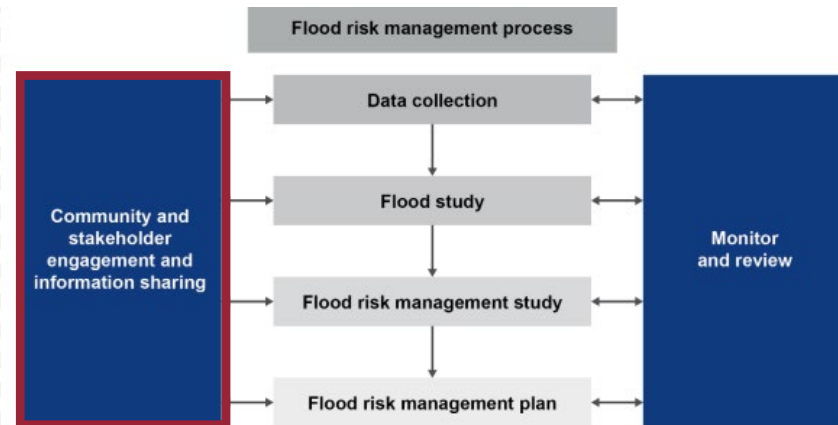 Flood risk management process
Data collection
Flood study
Flood risk management study
Flood risk management plan
Community and
stakeholder
engagement and
information sharing
Monitor
and review